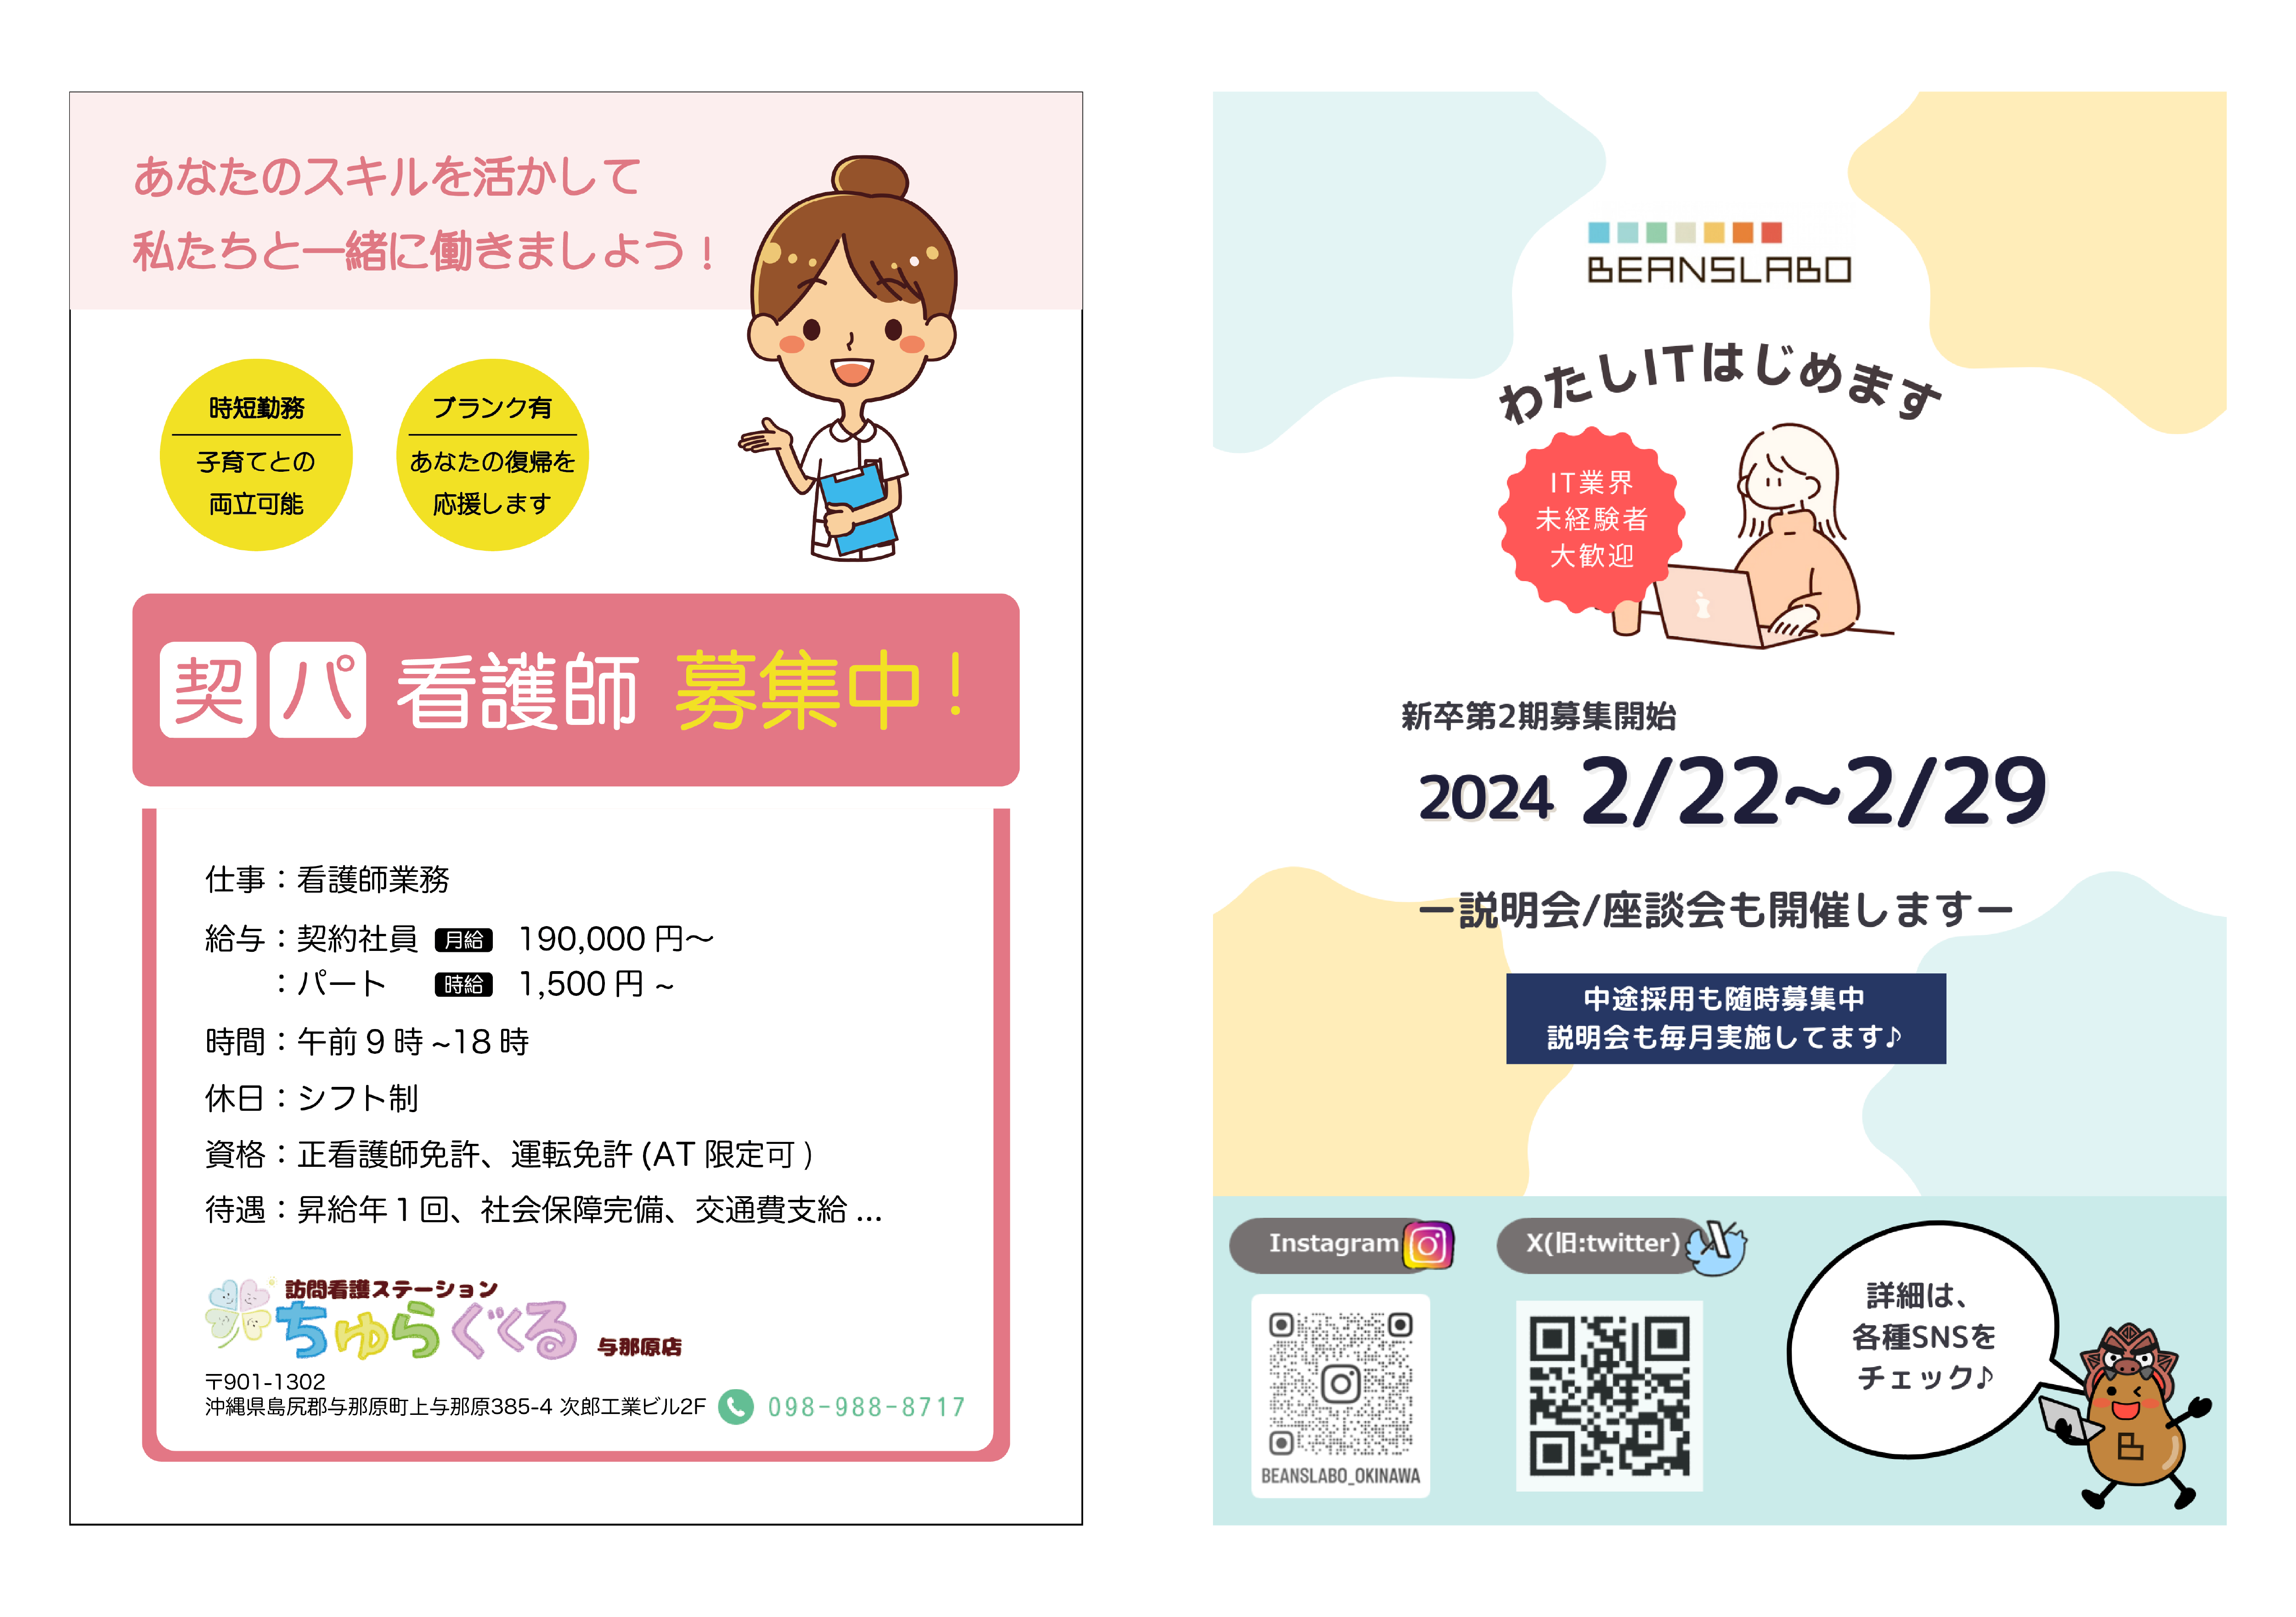 あなたのスキルを活かして
私たちと一緒に働きましよう！
時短勤務
子育てとの
両立可能
ブランク有
あなたの復帰を
応援します
契 パ 看護師 募集中！
仕事：看護師業務
給与：契約社員 月給 190,000 円〜
：パート 時給 1,500 円 ~
時間：午前 9 時 ~18 時
休日：シフト制
資格：正看護師免許、運転免許 (AT 限定可 )
待遇：昇給年 1 回、社会保障完備、交通費支給 ...
訪問看護ステーション
ちゅらぐくる 与那原店
〒901-1302
沖縄県島尻郡与那原町上与那原385-4 次郎工業ビル2F 098-988-8717
BEANSLABO
わたしITはじめます
IT業界
未経験者
大歓迎
新卒第2期募集開始
2024 2/22~2/29
ー説明会/座談会も開催しますー
中途採用も随時募集中
説明会も毎月実施してます♪
Instagram
X(旧:twitter)
BEANSLABO_OKINAWA
詳細は、
各種SNSを
チェック♪
B